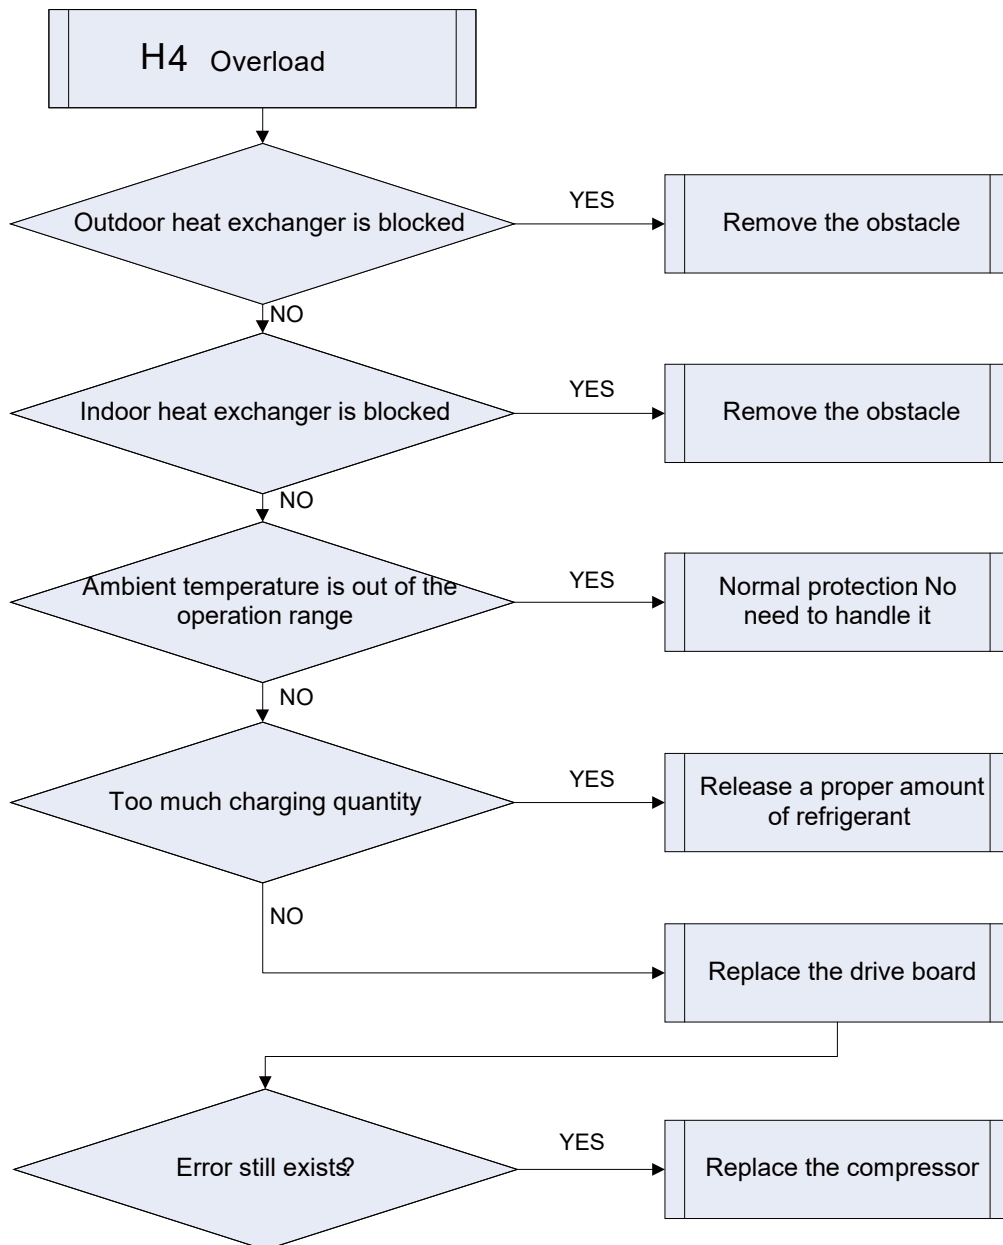 H4 Overload
Outdoor heat exchanger is blocked
YES
Remove the obstacle
NO
Indoor heat exchanger is blocked
YES
Remove the obstacle
NO
Ambient temperature is out of the
operation range
YES
Normal protection. No
need to handle it.
NO
Too much charging quantity
YES
Release a proper amount
of refrigerant
NO
Replace the drive board
Error still exists?
YES
Replace the compressor